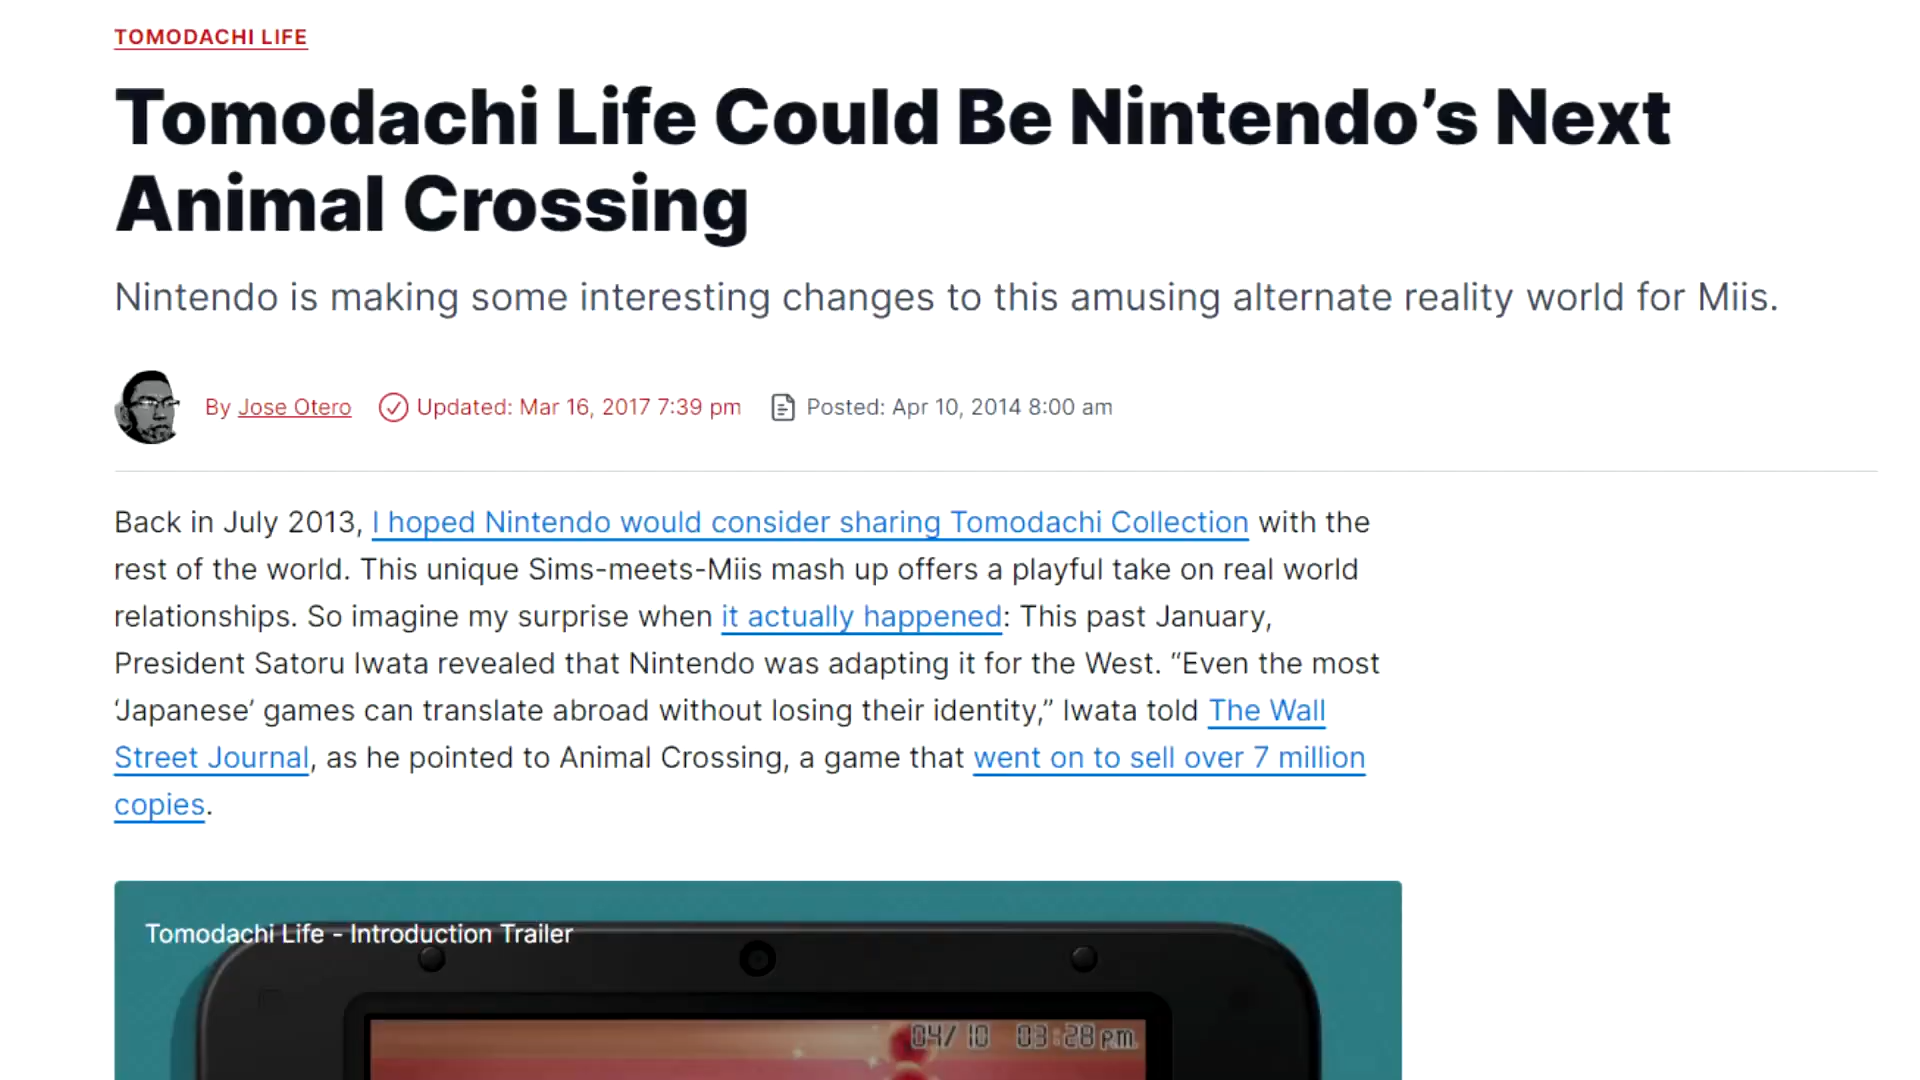 TOMODACHI LIFE
Tomodachi Life Could Be Nintendo’s Next
Animal Crossing
Nintendo is making some interesting changes to this amusing alternate reality world for Miis.
By Jose Otero Updated: Mar 16, 2017 7:39 pm Posted: Apr 10, 2014 8:00 am
Back in July 2013, I hoped Nintendo would consider sharing Tomodachi Collection with the
rest of the world. This unique Sims-meets-Miis mash up offers a playful take on real world
relationships. So imagine my surprise when it actually happened: This past January,
President Satoru Iwata revealed that Nintendo was adapting it for the West. “Even the most
‘Japanese’ games can translate abroad without losing their identity,” Iwata told The Wall
Street Journal, as he pointed to Animal Crossing, a game that went on to sell over 7 million
copies.
Tomodachi Life - Introduction Trailer
04/10 03:28 pm